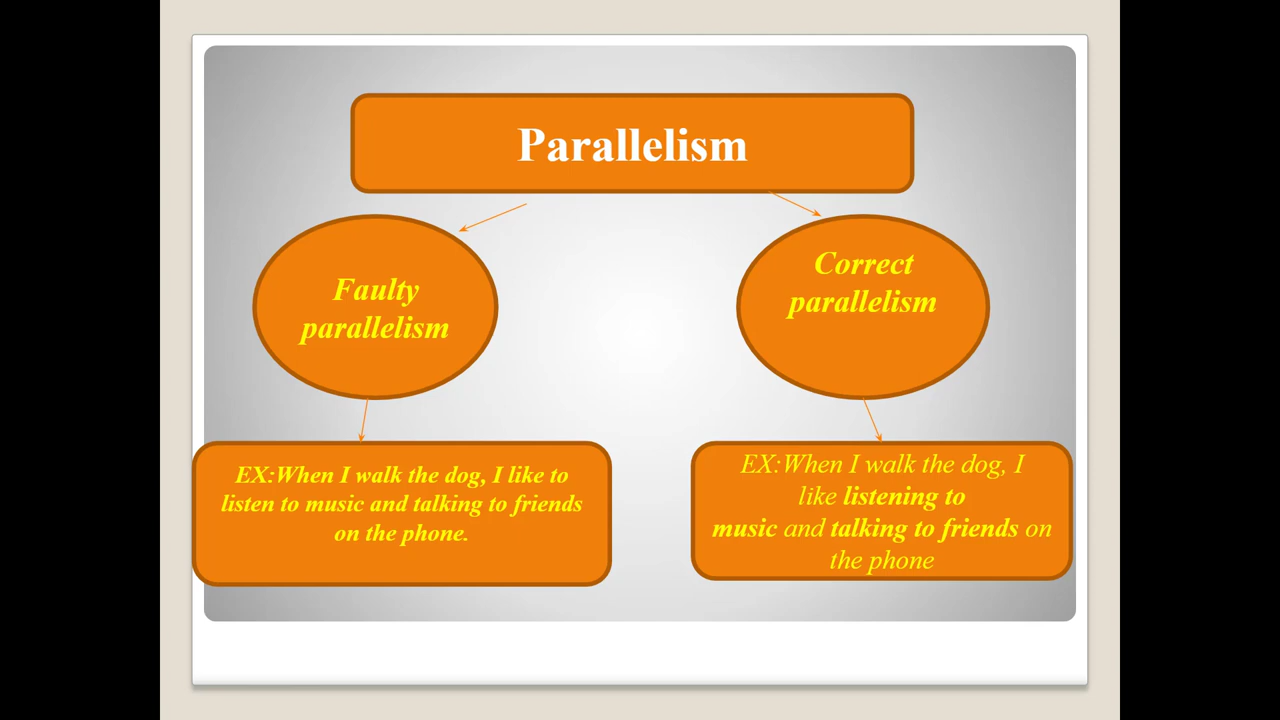 Parallelism
Faulty
parallelism
Correct
parallelism
EX:When I walk the dog, I like to
listen to music and talking to friends
on the phone.
EX:When I walk the dog, I
like listening to
music and talking to friends on
the phone